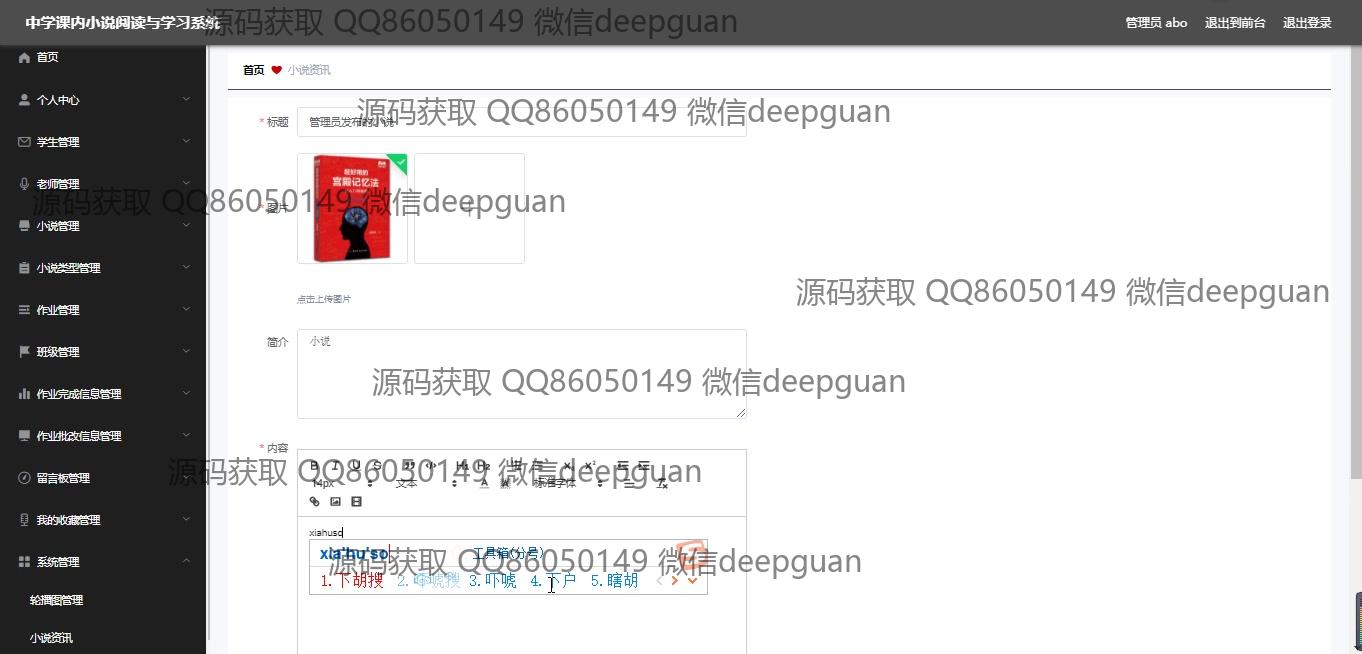 中学课内小说阅读与学习系统
源码获取 QQ86050149 微信deepguan
管理员 abo
退出到前台
退出登录
首页
个人中心
学生管理
老师管理
小说管理
小说类型管理
作业管理
班级管理
作业完成信息管理
作业批改信息管理
留言板管理
我的收藏管理
系统管理
轮播图管理
小说资讯
首页 小说资讯
* 标题
管理员发布的小说
源码获取 QQ86050149 微信deepguan
* 图片
超好用的
宫殿记忆法
源码获取 QQ86050149 微信deepguan
源码获取 QQ86050149 微信deepguan
点击上传图片
简介
小说
源码获取 QQ86050149 微信deepguan
* 内容
B I U S H1 H2 x₂ x²
源码获取 QQ86050149 微信deepguan
14px 文本 A 标准字体
xiahuso
xia'hu'so 工具箱(分号)
源码获取 QQ86050149 微信deepguan
1.下胡搜 2.吓唬搜 3.吓唬 4.下户 5.瞎胡